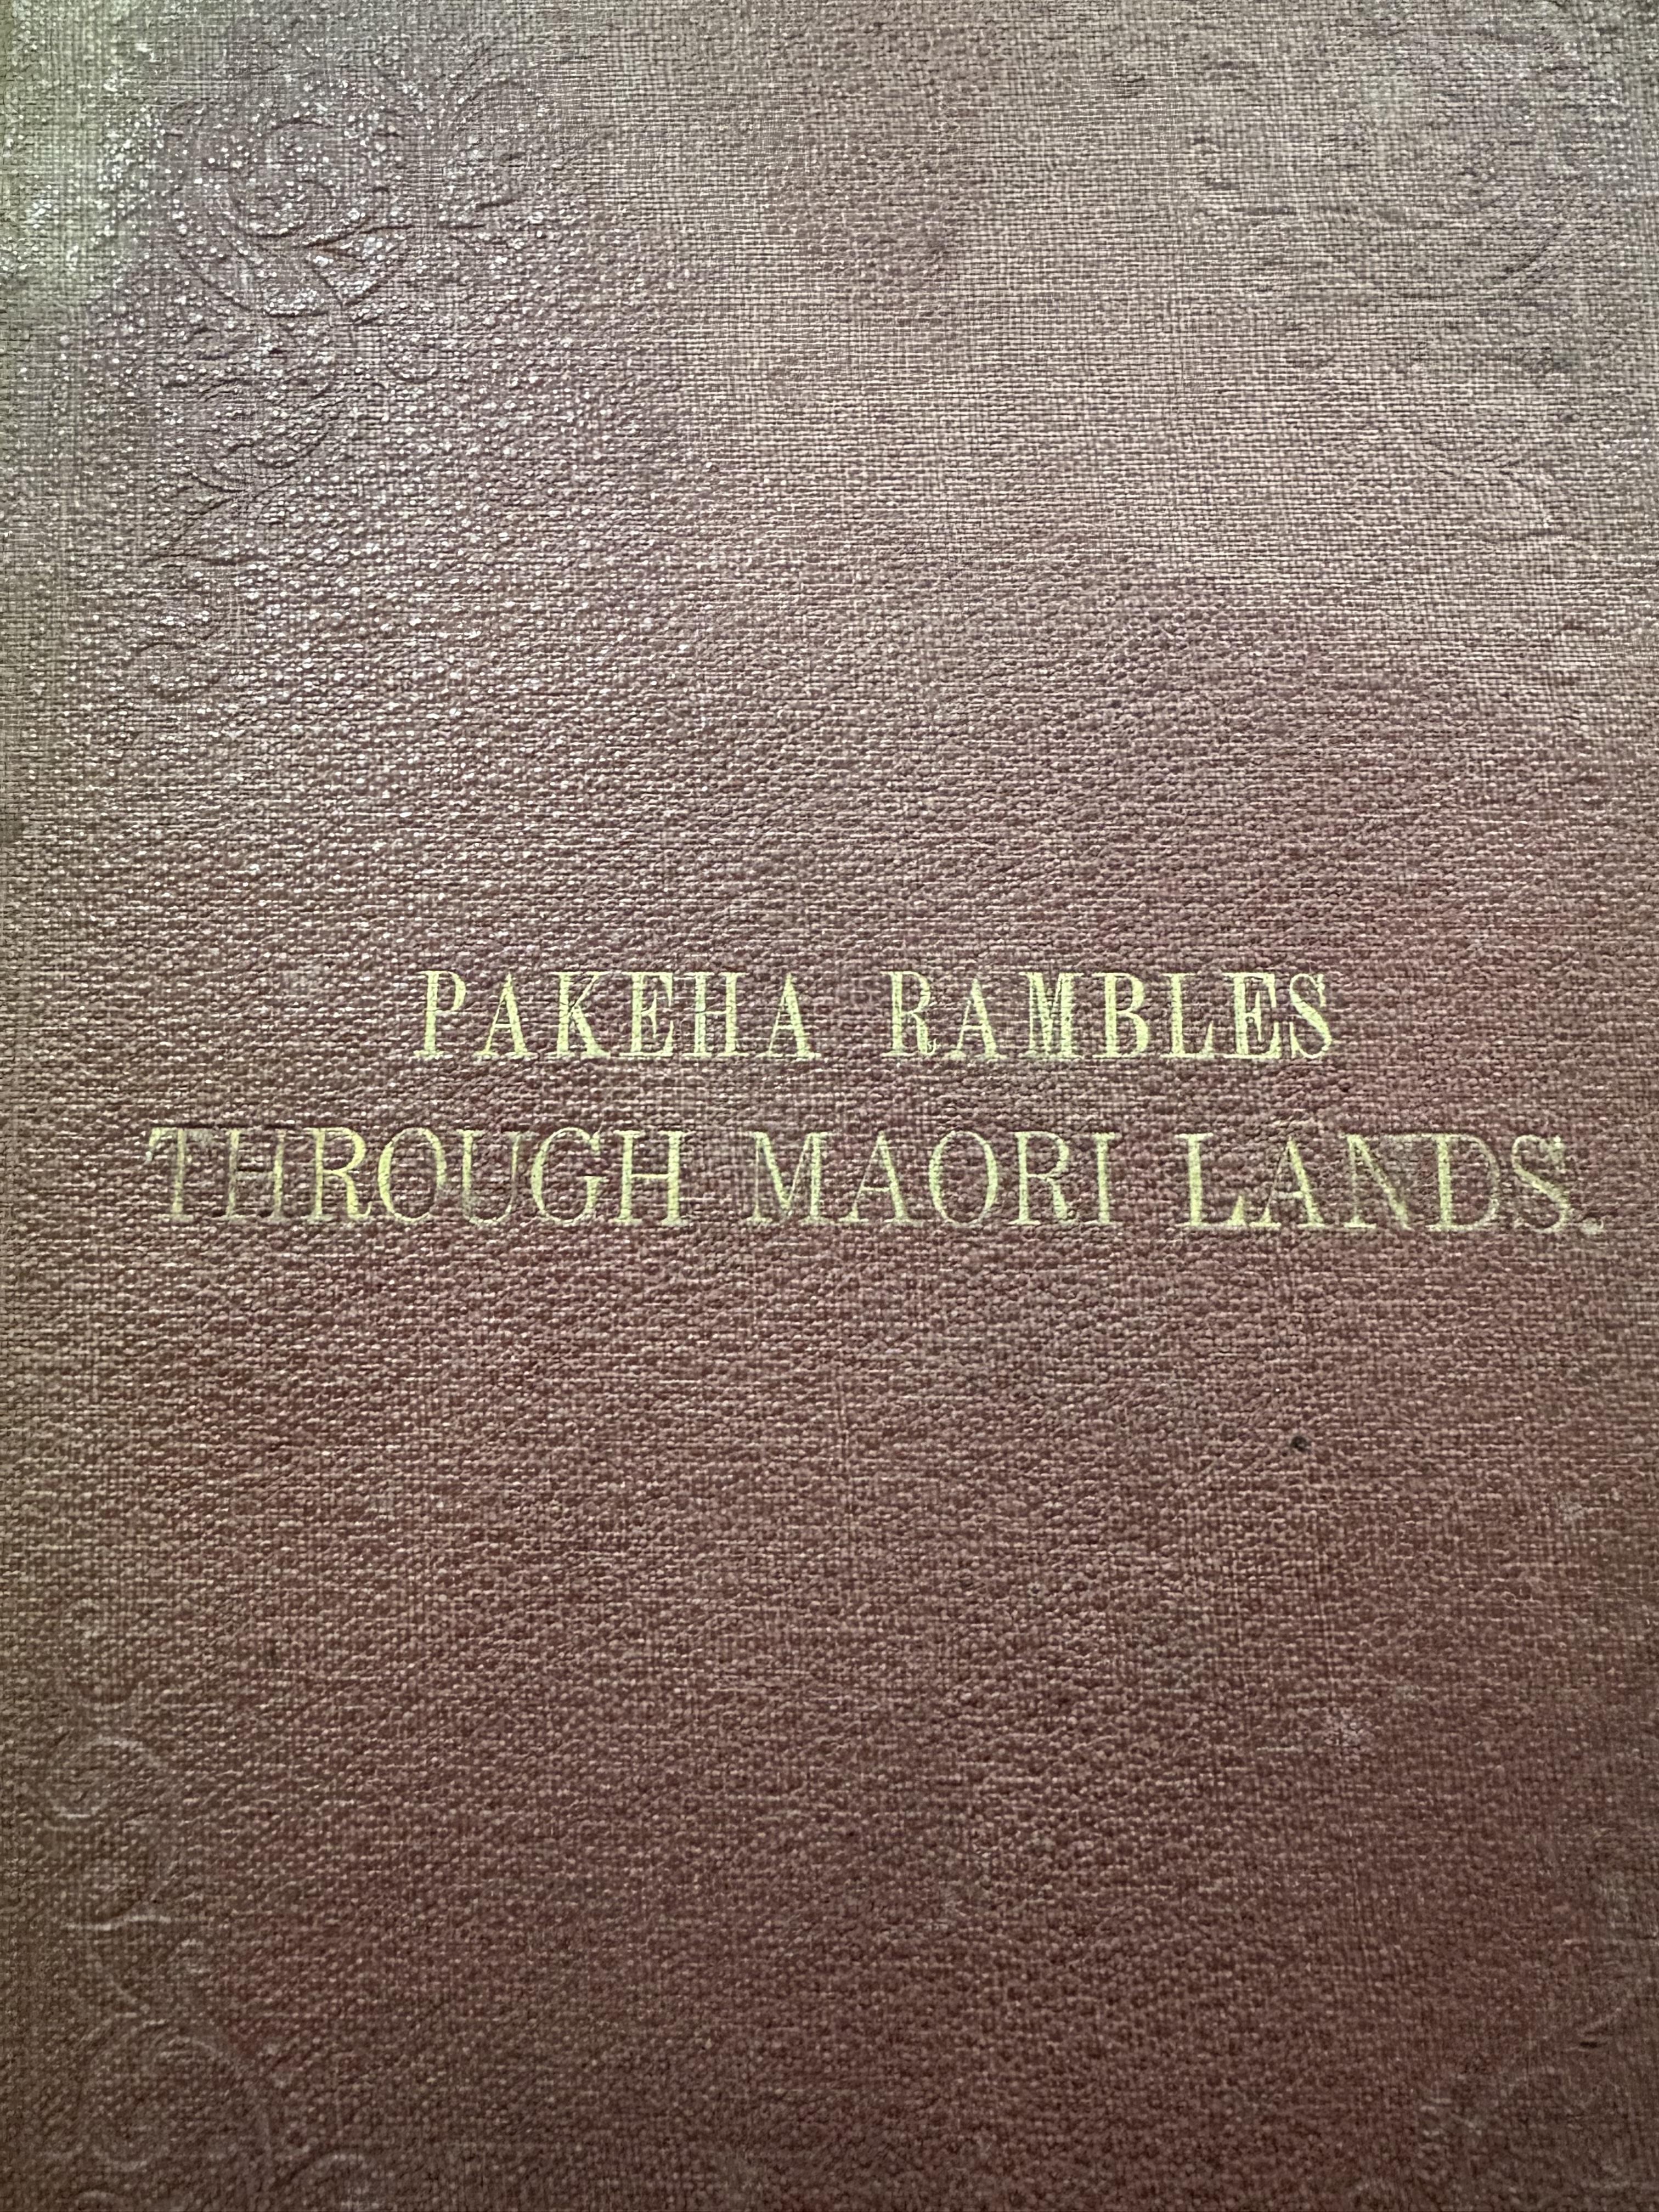 PAKEHA RAMBLES
THROUGH MAORI LANDS.